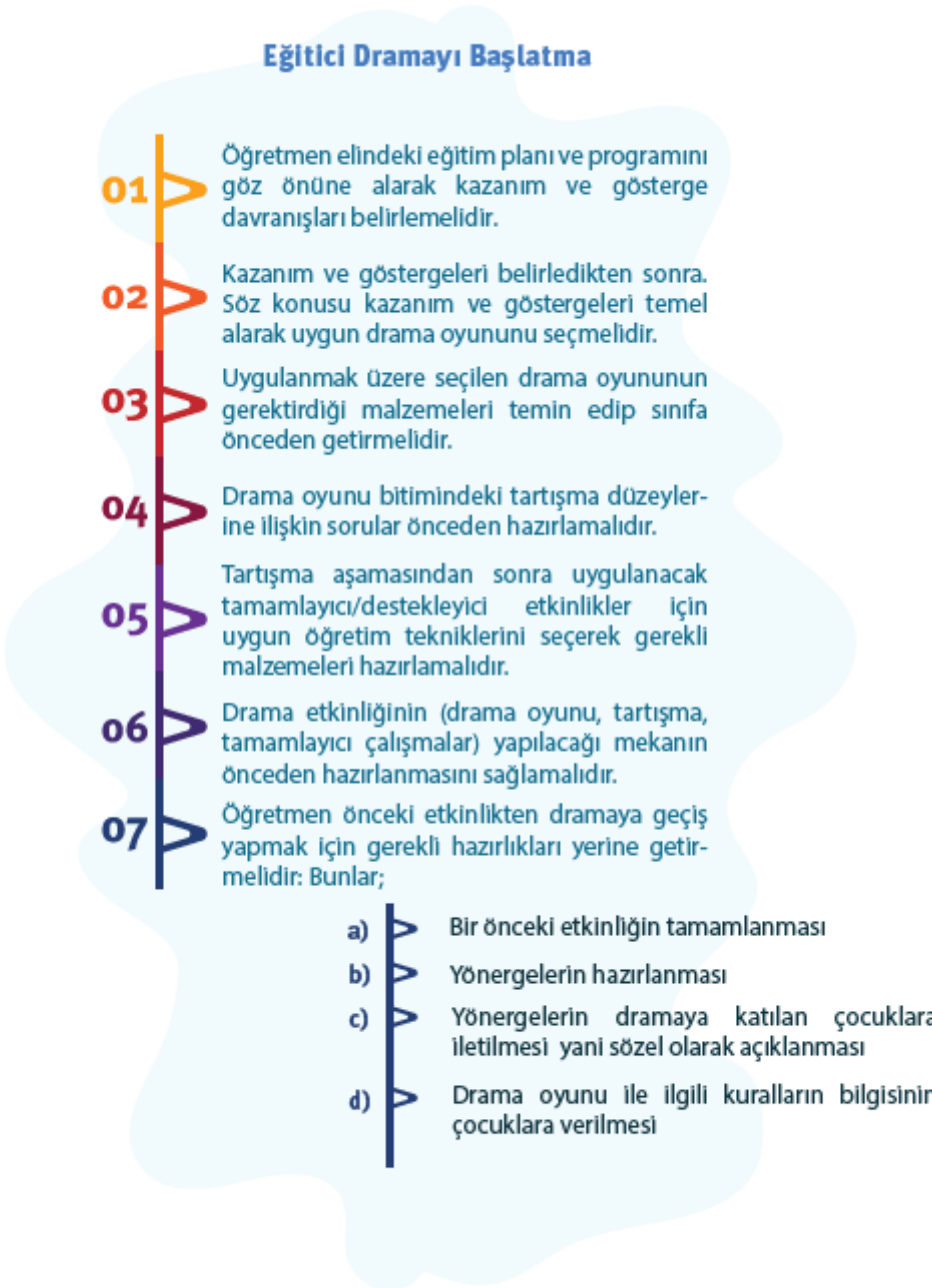 Eğitici Dramayı Başlatma
01 Öğretmen elindeki eğitim planı ve programını
göz önüne alarak kazanım ve gösterge
davranışları belirlemelidir.
02 Kazanım ve göstergeleri belirledikten sonra.
Söz konusu kazanım ve göstergeleri temel
alarak uygun drama oyununu seçmelidir.
03 Uygulanmak üzere seçilen drama oyununun
gerektirdiği malzemeleri temin edip sınıfa
önceden getirmelidir.
04 Drama oyunu bitimindeki tartışma düzeyler-
ine ilişkin sorular önceden hazırlamalıdır.
05 Tartışma aşamasından sonra uygulanacak
tamamlayıcı/destekleyici etkinlikler için
uygun öğretim tekniklerini seçerek gerekli
malzemeleri hazırlamalıdır.
06 Drama etkinliğinin (drama oyunu, tartışma,
tamamlayıcı çalışmalar) yapılacağı mekanın
önceden hazırlanmasını sağlamalıdır.
07 Öğretmen önceki etkinlikten dramaya geçiş
yapmak için gerekli hazırlıkları yerine getir-
melidir: Bunlar;
a) Bir önceki etkinliğin tamamlanması
b) Yönergelerin hazırlanması
c) Yönergelerin dramaya katılan çocuklara
iletilmesi yani sözel olarak açıklanması
d) Drama oyunu ile ilgili kuralların bilgisinin
çocuklara verilmesi